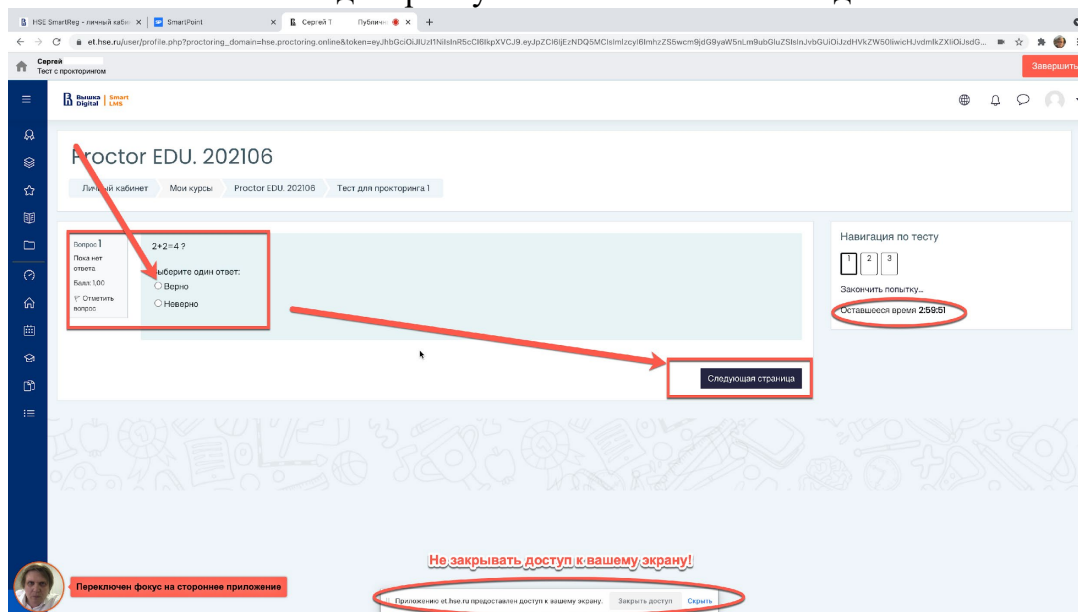 HSE SmartReg - личный каби
SmartPoint
Сергей Т
Публичн
et.hse.ru/user/profile.php?proctoring_domain=hse.proctoring.online&token=
Сергей
Тест с прокторингом
Завершить
Вышка Digital
Smart LMS
Proctor EDU. 202106
Личный кабинет
Мои курсы
Proctor EDU. 202106
Тест для прокторинга 1
Вопрос 1
Пока нет
ответа
Балл: 1,00
Отметить
вопрос
2+2=4 ?
Выберите один ответ:
Верно
Неверно
Следующая страница
Навигация по тесту
1 2 3
Закончить попытку...
Оставшееся время 2:59:51
Не закрывать доступ к вашему экрану!
Переключен фокус на стороннее приложение
Приложению et.hse.ru предоставлен доступ к вашему экрану.
Закрыть доступ
Скрыть